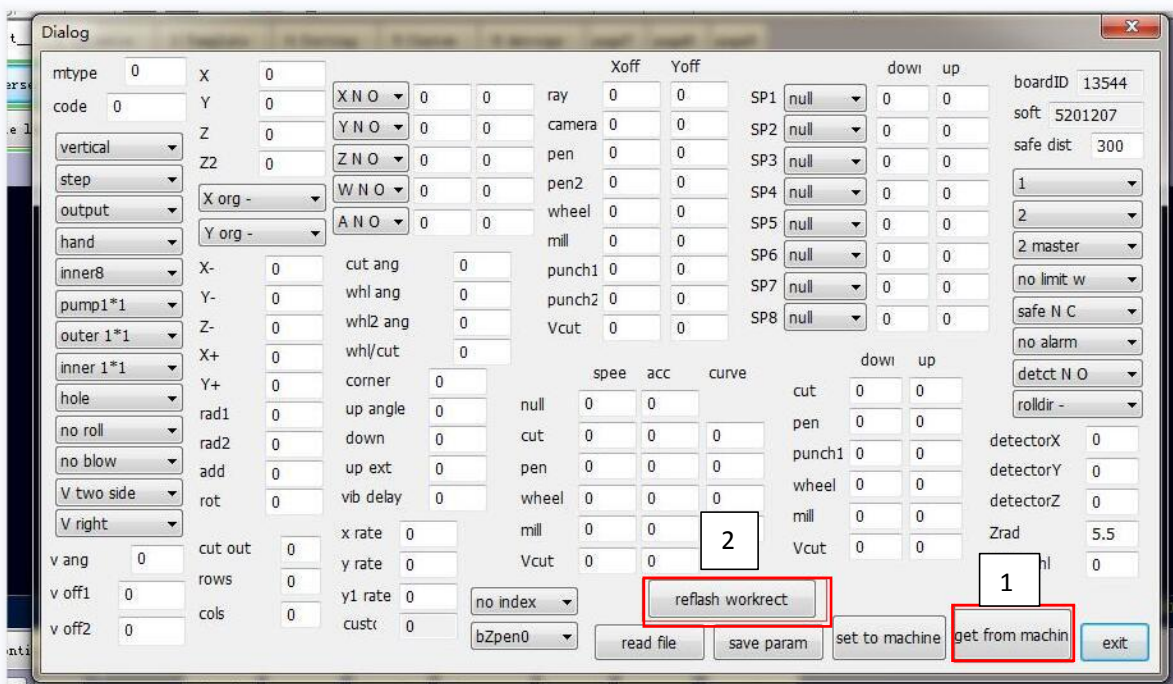 Dialog
mtype 0
code 0
vertical
step
output
hand
inner8
pump1*1
outer 1*1
inner 1*1
hole
no roll
no blow
V two side
V right
v ang 0
v off1 0
v off2 0
X 0
Y 0
Z 0
Z2 0
X org -
Y org -
X- 0
Y- 0
Z- 0
X+ 0
Y+ 0
rad1 0
rad2 0
add 0
rot 0
cut out 0
rows 0
cols 0
X N O 0 0
Y N O 0 0
Z N O 0 0
W N O 0 0
A N O 0 0
cut ang 0
whl ang 0
whl2 ang 0
whl/cut 0
corner 0
up angle 0
down 0
up ext 0
vib delay 0
x rate 0
y rate 0
y1 rate 0
custo 0
Xoff Yoff
ray 0 0
camera 0 0
pen 0 0
pen2 0 0
wheel 0 0
mill 0 0
punch1 0 0
punch2 0 0
Vcut 0 0
spee acc curve
null 0 0
cut 0 0 0
pen 0 0 0
wheel 0 0 0
mill 0 0
Vcut 0 0
2
no index
bZpen0
reflash workrect
read file
save param
set to machine
get from machin
exit
down up
SP1 null 0 0
SP2 null 0 0
SP3 null 0 0
SP4 null 0 0
SP5 null 0 0
SP6 null 0 0
SP7 null 0 0
SP8 null 0 0
down up
cut 0 0
pen 0 0
punch1 0 0
wheel 0 0
mill 0 0
Vcut 0 0
boardID 13544
soft 5201207
safe dist 300
1
2
2 master
no limit w
safe N C
no alarm
detct N O
rolldir -
detectorX 0
detectorY 0
detectorZ 0
Zrad 5.5
0
1